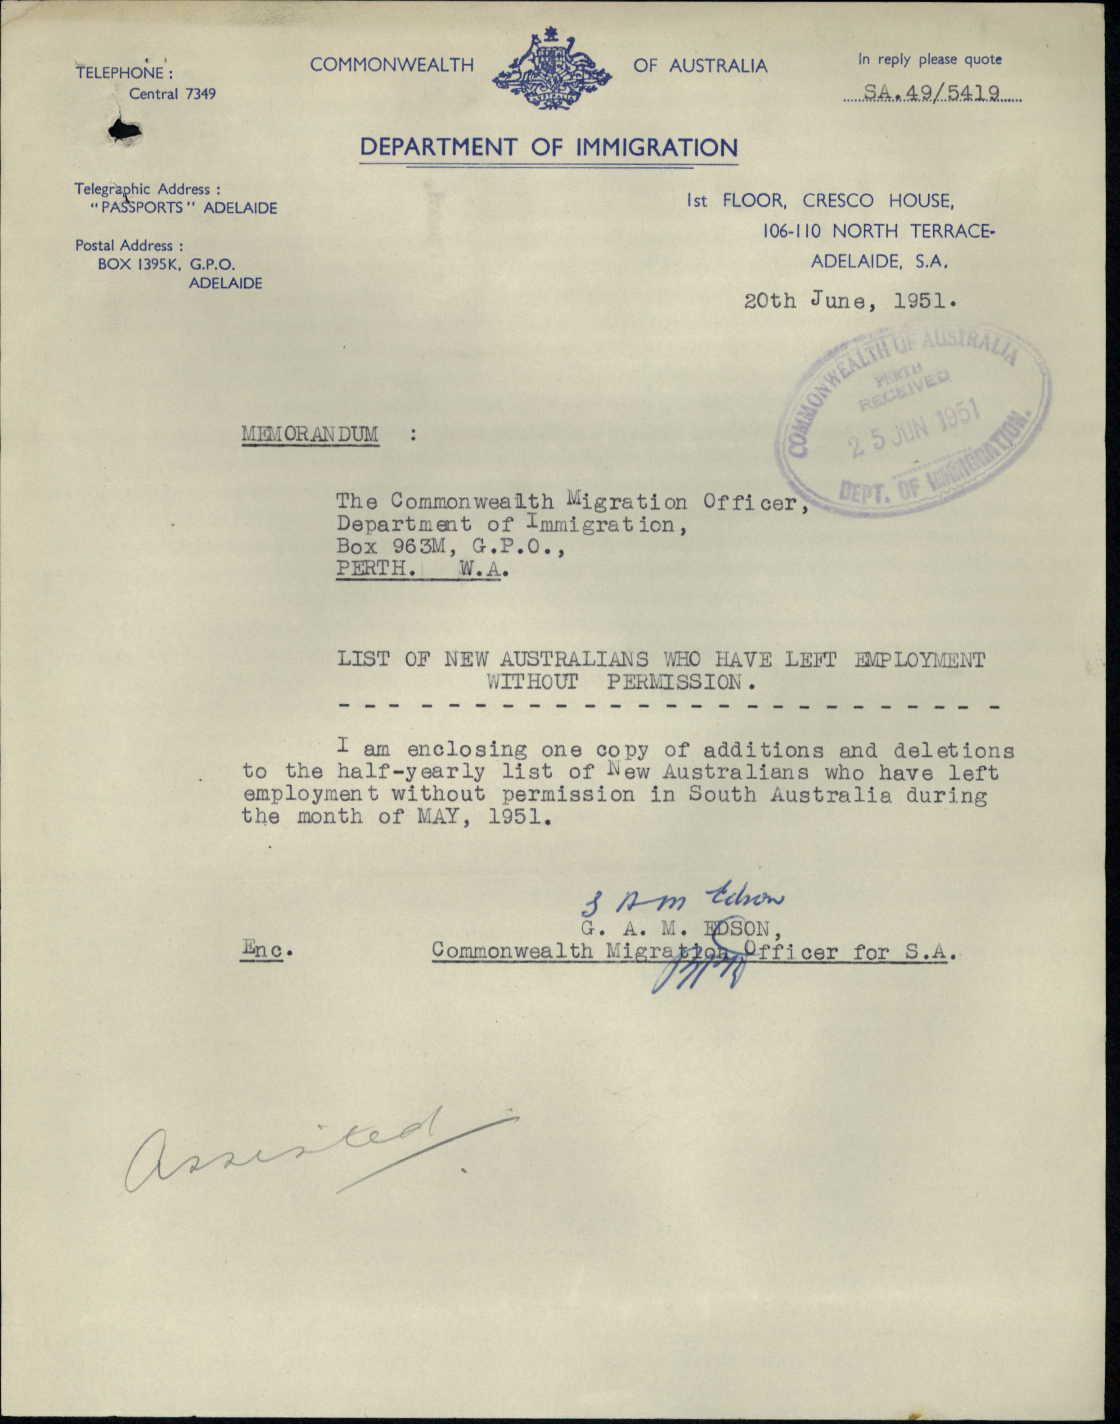 TELEPHONE :
Central 7349
COMMONWEALTH OF AUSTRALIA
In reply please quote
SA.49/5419
DEPARTMENT OF IMMIGRATION
Telegraphic Address :
"PASSPORTS" ADELAIDE
Postal Address :
BOX 1395K, G.P.O.
ADELAIDE
1st FLOOR, CRESCO HOUSE,
106-110 NORTH TERRACE-
ADELAIDE, S.A.
20th June, 1951.
COMMONWEALTH OF AUSTRALIA
PERTH
RECEIVED
25 JUN 1951
DEPT. OF IMMIGRATION.
MEMORANDUM :
The Commonwealth Migration Officer,
Department of Immigration,
Box 963M, G.P.O.,
PERTH. W.A.
LIST OF NEW AUSTRALIANS WHO HAVE LEFT EMPLOYMENT
WITHOUT PERMISSION.
I am enclosing one copy of additions and deletions
to the half-yearly list of New Australians who have left
employment without permission in South Australia during
the month of MAY, 1951.
G A M Edson
G. A. M. EDSON,
Enc. Commonwealth Migration Officer for S.A.
Assisted